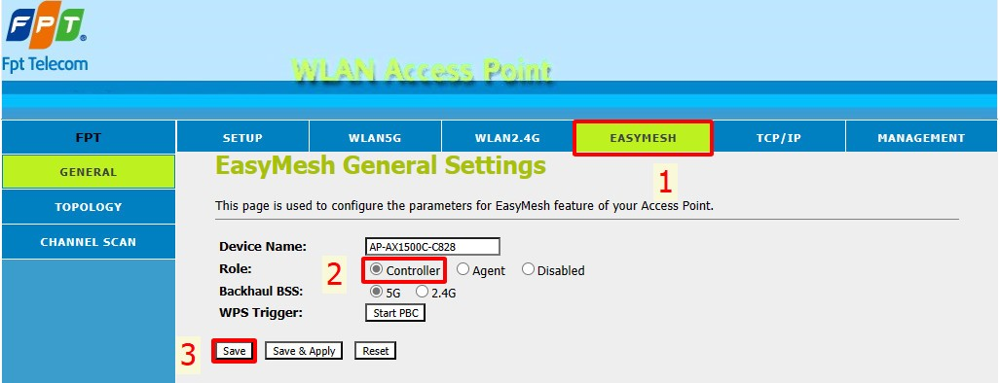 FPT
Fpt Telecom
WLAN Access Point
FPT SETUP WLAN5G WLAN2.4G EASYMESH TCP/IP MANAGEMENT
GENERAL
TOPOLOGY
CHANNEL SCAN
EasyMesh General Settings
1
This page is used to configure the parameters for EasyMesh feature of your Access Point.
Device Name: AP-AX1500C-C828
Role: 2 Controller Agent Disabled
Backhaul BSS: 5G 2.4G
WPS Trigger: Start PBC
3 Save Save & Apply Reset